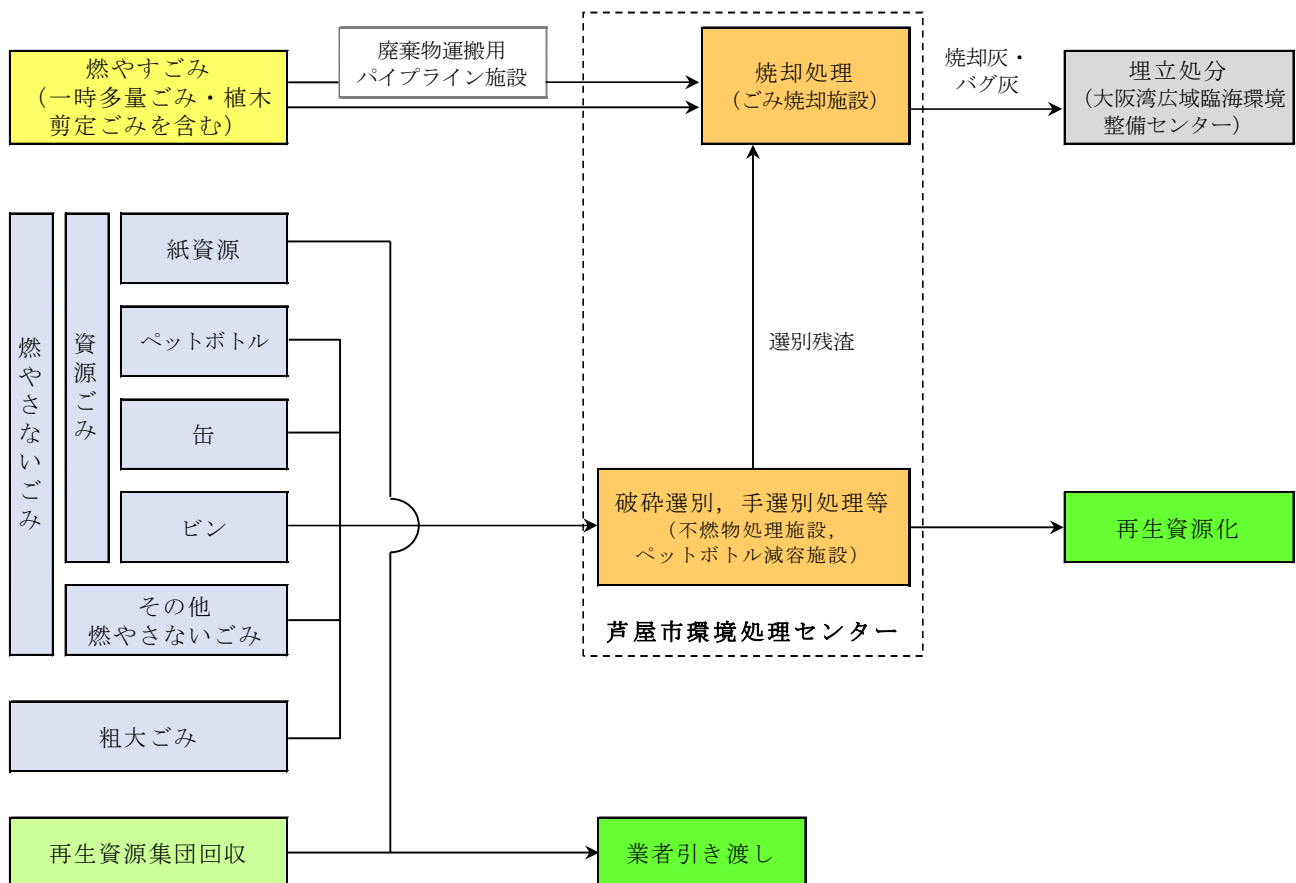 燃やすごみ
（一時多量ごみ・植木
剪定ごみを含む）
廃棄物運搬用
パイプライン施設
焼却処理
（ごみ焼却施設）
焼却灰・
バグ灰
埋立処分
（大阪湾広域臨海環境
整備センター）
燃やさないごみ
資源ごみ
紙資源
ペットボトル
缶
ビン
その他
燃やさないごみ
粗大ごみ
選別残渣
破砕選別，手選別処理等
（不燃物処理施設，
ペットボトル減容施設）
芦屋市環境処理センター
再生資源化
再生資源集団回収
業者引き渡し